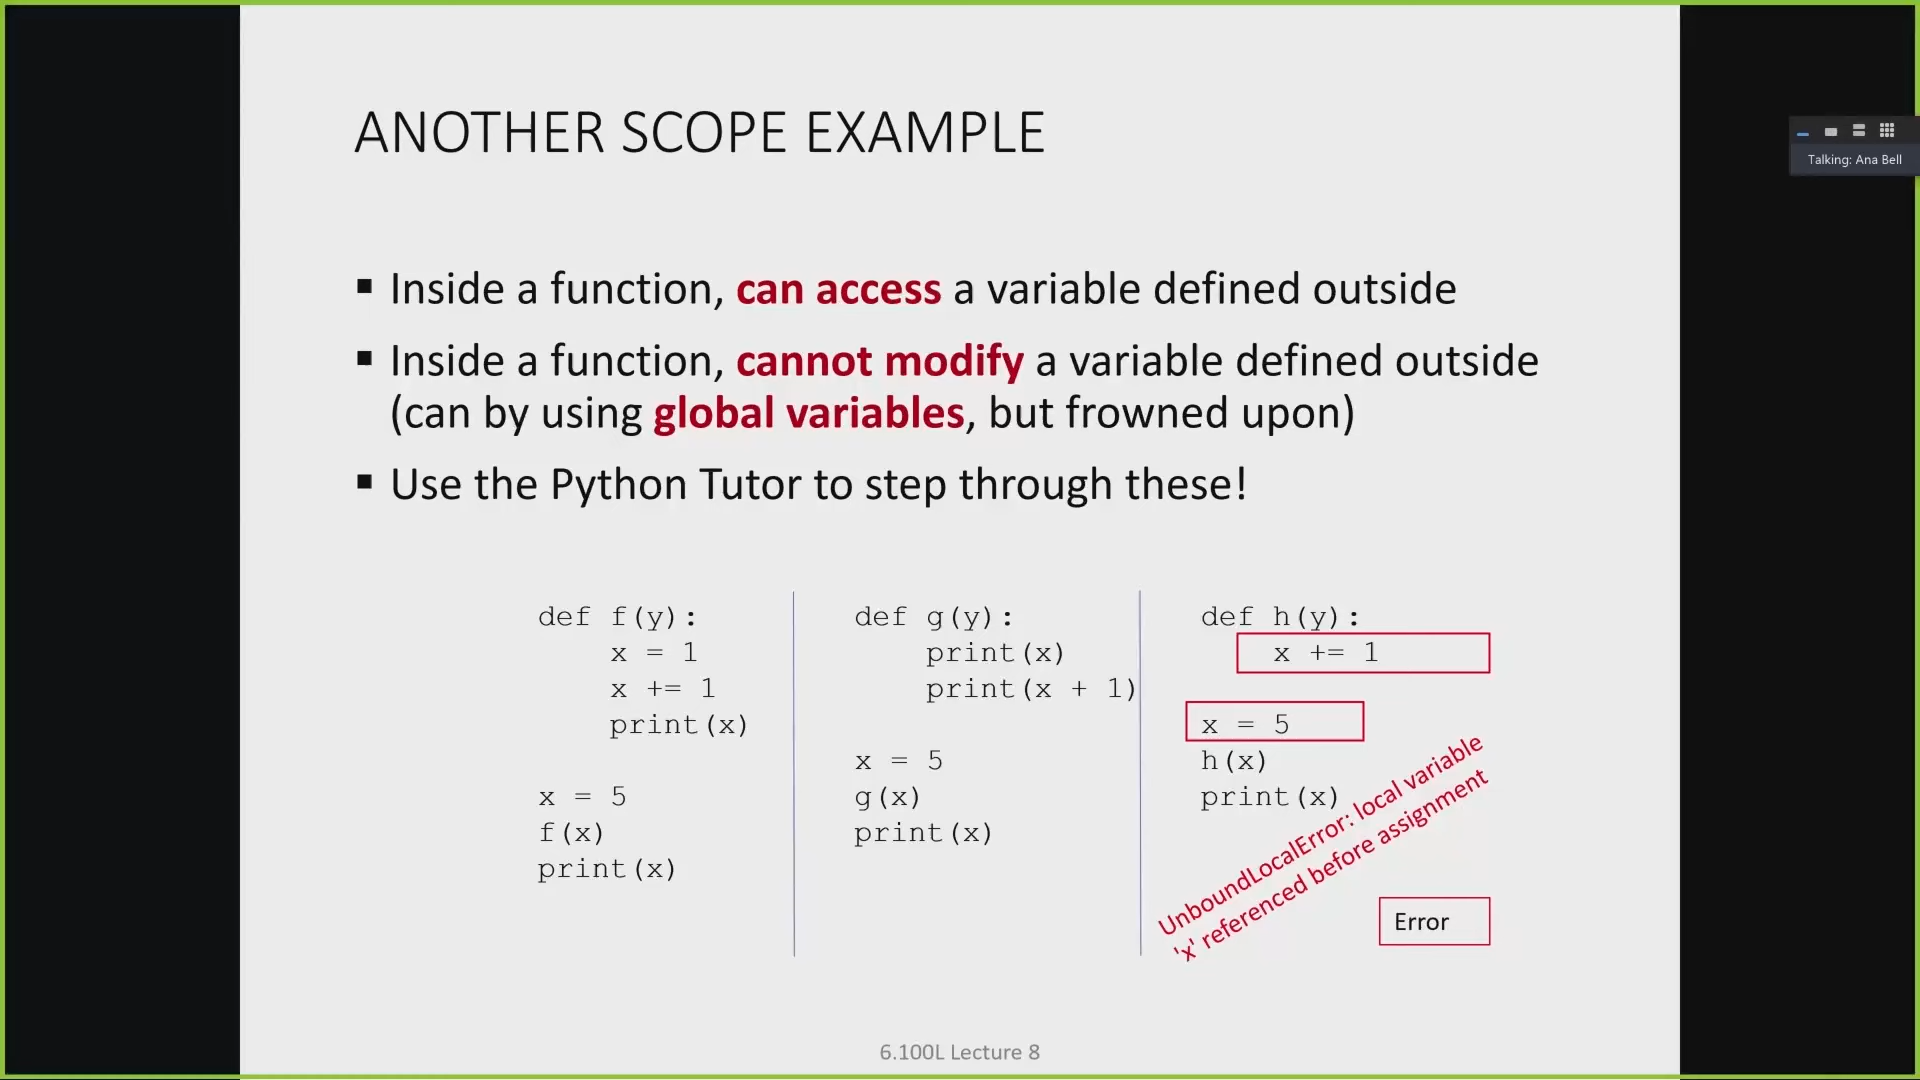 ANOTHER SCOPE EXAMPLE
Talking: Ana Bell
▪ Inside a function, can access a variable defined outside
▪ Inside a function, cannot modify a variable defined outside
(can by using global variables, but frowned upon)
▪ Use the Python Tutor to step through these!
def f(y):
x = 1
x += 1
print(x)
x = 5
f(x)
print(x)
def g(y):
print(x)
print(x + 1)
x = 5
g(x)
print(x)
def h(y):
x += 1
x = 5
h(x)
print(x)
UnboundLocalError: local variable
'x' referenced before assignment
Error
6.100L Lecture 8